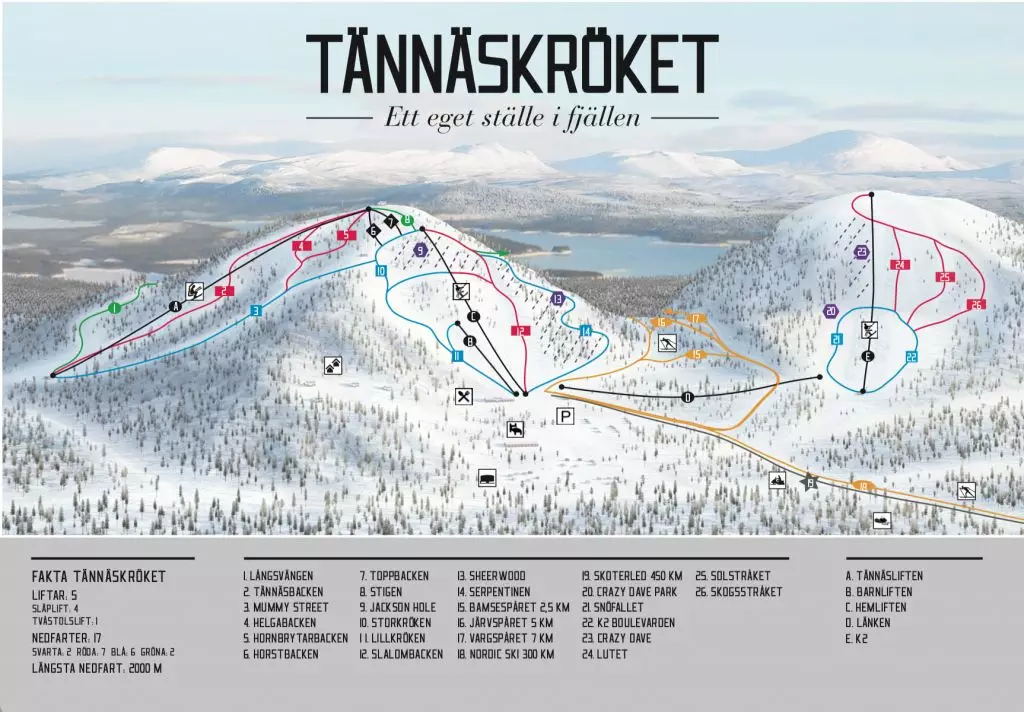 TÄNNÄSKRÖKET
Ett eget ställe i fjällen
8
7
6
5
4
9
23
10
24
2
A
1
3
13
25
26
C
16
17
20
12
14
B
11
15
21
22
E
D
P
19
18
FAKTA TÄNNÄSKRÖKET
LIFTAR: 5
SLÄPLIFT: 4
TVÅSTOLSLIFT: 1
NEDFARTER: 17
SVARTA: 2 RÖDA: 7 BLÅ: 6 GRÖNA: 2
LÄNGSTA NEDFART: 2000 M
1. LÅNGSVÄNGEN
2. TÄNNÄSBACKEN
3. MUMMY STREET
4. HELGABACKEN
5. HORNBRYTARBACKEN
6. HORSTBACKEN
7. TOPPBACKEN
8. STIGEN
9. JACKSON HOLE
10. STORKRÖKEN
11. LILLKRÖKEN
12. SLALOMBACKEN
13. SHEERWOOD
14. SERPENTINEN
15. BAMSESPÅRET 2,5 KM
16. JÄRVSPÅRET 5 KM
17. VARGSPÅRET 7 KM
18. NORDIC SKI 300 KM
19. SKOTERLED 450 KM
20. CRAZY DAVE PARK
21. SNÖFALLET
22. K2 BOULEVARDEN
23. CRAZY DAVE
24. LUTET
25. SOLSTRÅKET
26. SKOGSSTRÅKET
A. TÄNNÄSLIFTEN
B. BARNLIFTEN
C. HEMLIFTEN
D. LÄNKEN
E. K2